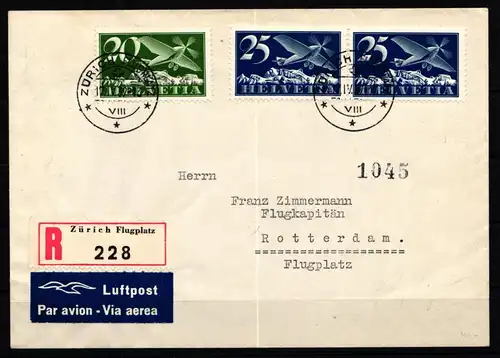 20
25
25
HELVETIA
HELVETIA
HELVETIA
ZÜRICH
VIII
VIII
1045
Herrn
Franz Zimmermann
Flugkapitän
Rotterdam.
Flugplatz
R
Zürich Flugplatz
228
Luftpost
Par avion - Via aerea